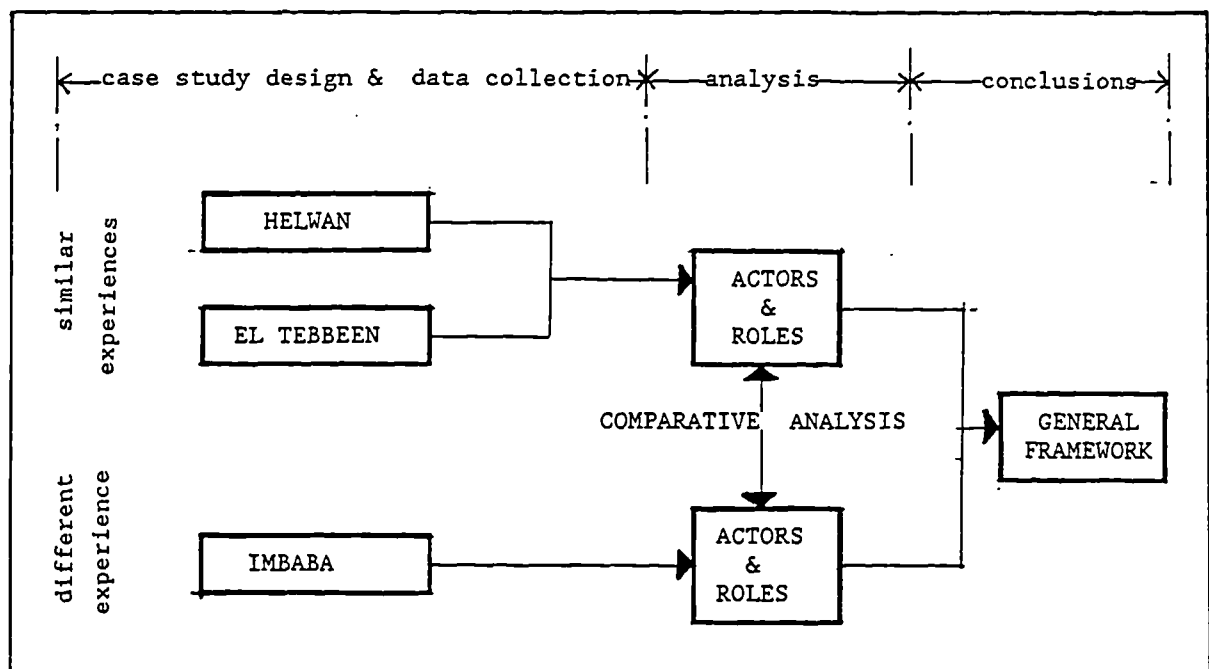 case study design & data collection
analysis
conclusions
similar
experiences
HELWAN
EL TEBBEEN
ACTORS
&
ROLES
COMPARATIVE ANALYSIS
GENERAL
FRAMEWORK
different
experience
IMBABA
ACTORS
&
ROLES